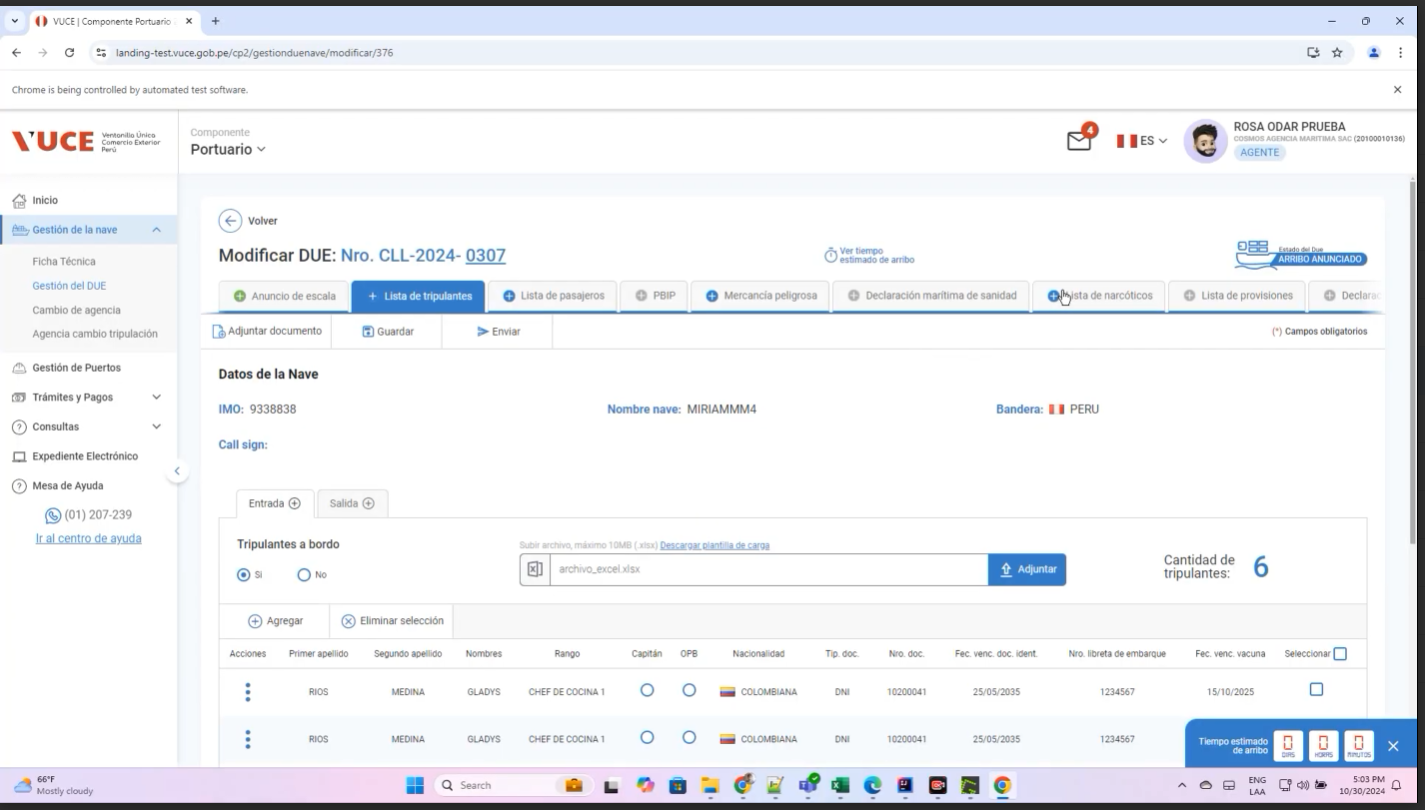 VUCE | Componente Portuario
landing-test.vuce.gob.pe/cp2/gestionduenave/modificar/376
Chrome is being controlled by automated test software.
VUCE Ventanilla Única Comercio Exterior Perú
Componente
Portuario
4
ES
ROSA ODAR PRUEBA
COSMOS AGENCIA MARITIMA SAC (20100010136)
AGENTE
Inicio
Gestión de la nave
Ficha Técnica
Gestión del DUE
Cambio de agencia
Agencia cambio tripulación
Gestión de Puertos
Trámites y Pagos
Consultas
Expediente Electrónico
Mesa de Ayuda
(01) 207-239
Ir al centro de ayuda
Volver
Modificar DUE: Nro. CLL-2024- 0307
Ver tiempo estimado de arribo
Estado del Due
ARRIBO ANUNCIADO
Anuncio de escala + Lista de tripulantes Lista de pasajeros PBIP Mercancía peligrosa Declaración marítima de sanidad ista de narcóticos Lista de provisiones Declarac
Adjuntar documento Guardar Enviar (*) Campos obligatorios
Datos de la Nave
IMO: 9338838 Nombre nave: MIRIAMMM4 Bandera: PERU
Call sign:
Entrada Salida
Tripulantes a bordo
Si No
Subir archivo, máximo 10MB (.xlsx) Descargar plantilla de carga
archivo_excel.xlsx Adjuntar
Cantidad de tripulantes: 6
Agregar Eliminar selección
Acciones Primer apellido Segundo apellido Nombres Rango Capitán OPB Nacionalidad Tip. doc. Nro. doc. Fec. venc. doc. ident. Nro. libreta de embarque Fec. venc. vacuna Seleccionar
RIOS MEDINA GLADYS CHEF DE COCINA 1 COLOMBIANA DNI 10200041 25/05/2035 1234567 15/10/2025
RIOS MEDINA GLADYS CHEF DE COCINA 1 COLOMBIANA DNI 10200041 25/05/2035 1234567
Tiempo estimado de arribo 0 DIAS 0 HORAS 0 MINUTOS
66°F
Mostly cloudy
Search
ENG
LAA
5:03 PM
10/30/2024